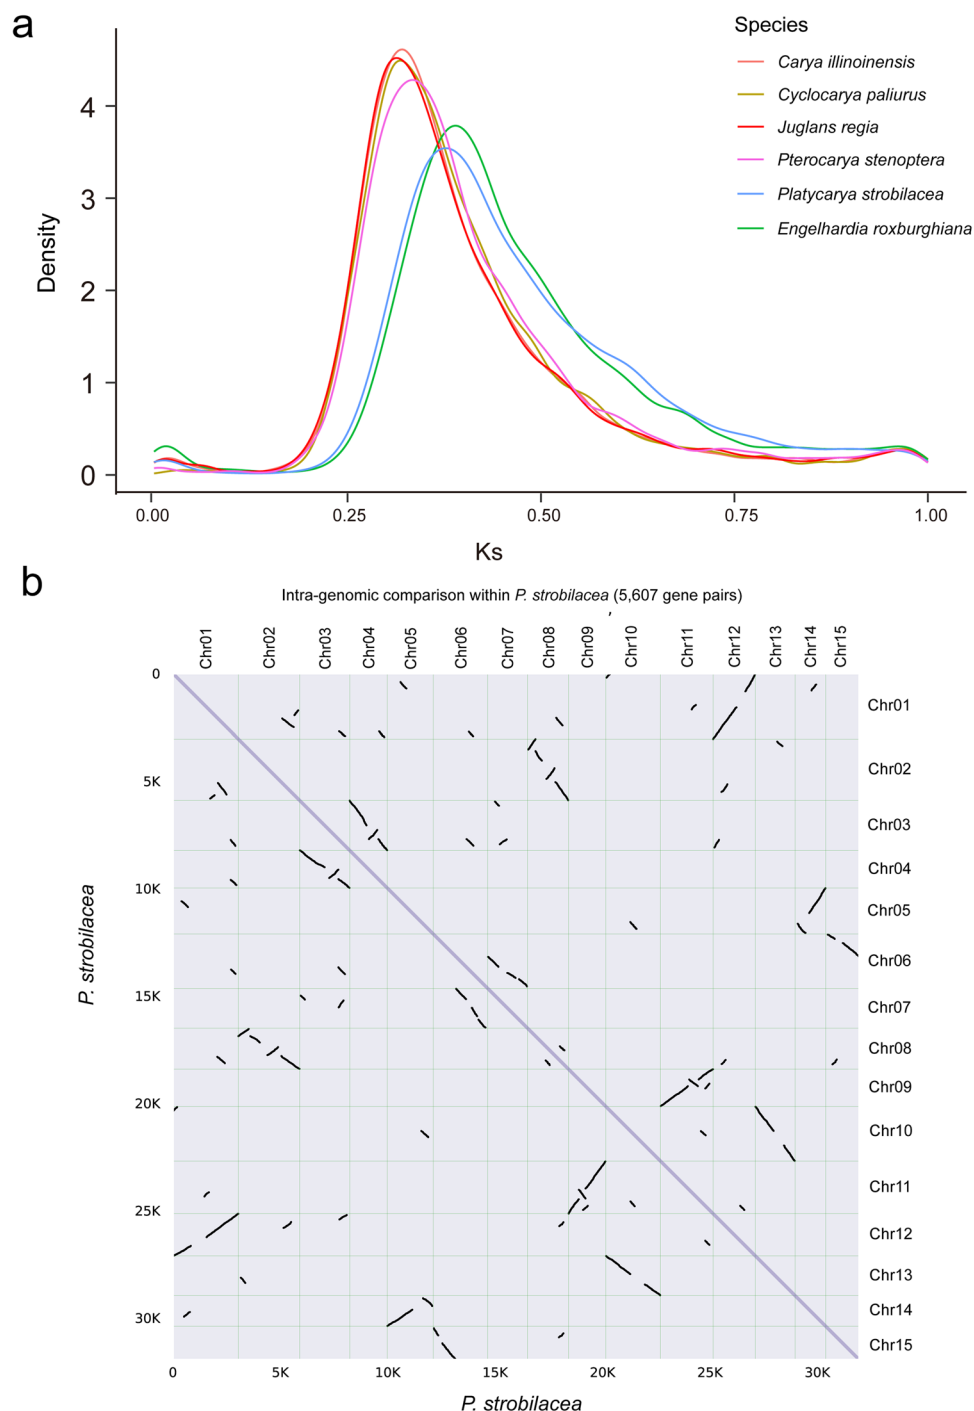 a
Species
Carya illinoinensis
Cyclocarya paliurus
Juglans regia
Pterocarya stenoptera
Platycarya strobilacea
Engelhardia roxburghiana
Density
4
3
2
1
0
0.00 0.25 0.50 0.75 1.00
Ks
b
Intra-genomic comparison within P. strobilacea (5,607 gene pairs)
,
Chr01 Chr02 Chr03 Chr04 Chr05 Chr06 Chr07 Chr08 Chr09 Chr10 Chr11 Chr12 Chr13 Chr14 Chr15
0
5K
10K
15K
20K
25K
30K
P. strobilacea
Chr01
Chr02
Chr03
Chr04
Chr05
Chr06
Chr07
Chr08
Chr09
Chr10
Chr11
Chr12
Chr13
Chr14
Chr15
0 5K 10K 15K 20K 25K 30K
P. strobilacea